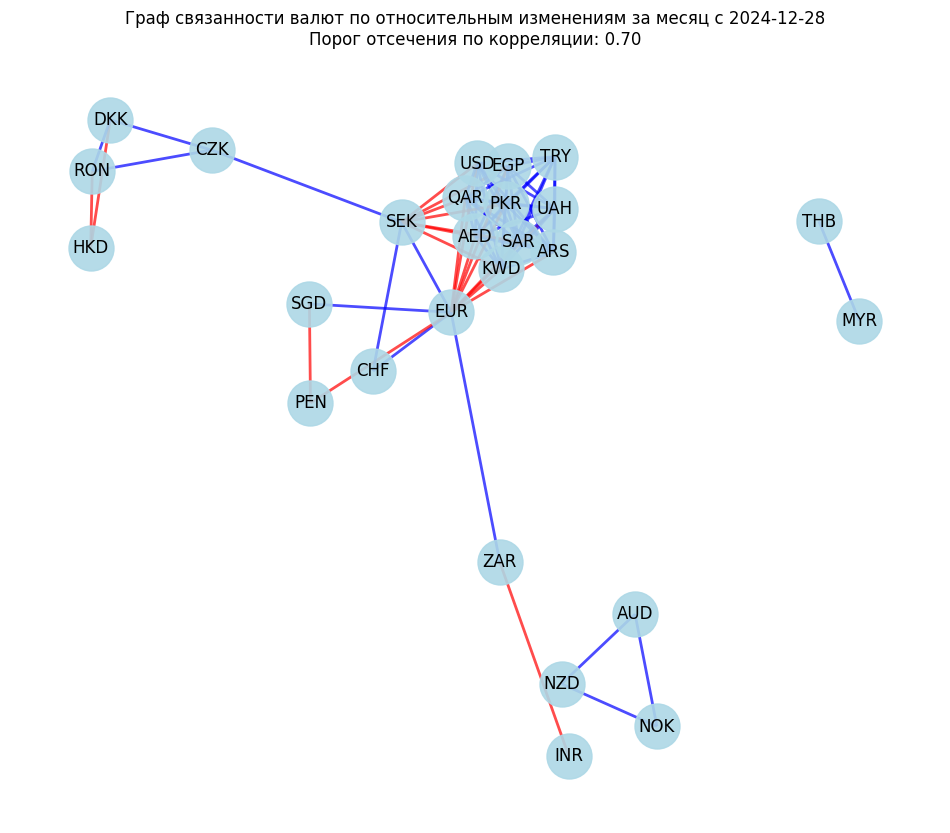 Граф связанности валют по относительным изменениям за месяц с 2024-12-28
Порог отсечения по корреляции: 0.70
DKK
CZK
RON
HKD
USD
EGP
TRY
QAR
PKR
UAH
SEK
AED
SAR
ARS
KWD
THB
MYR
SGD
EUR
CHF
PEN
ZAR
AUD
NZD
NOK
INR